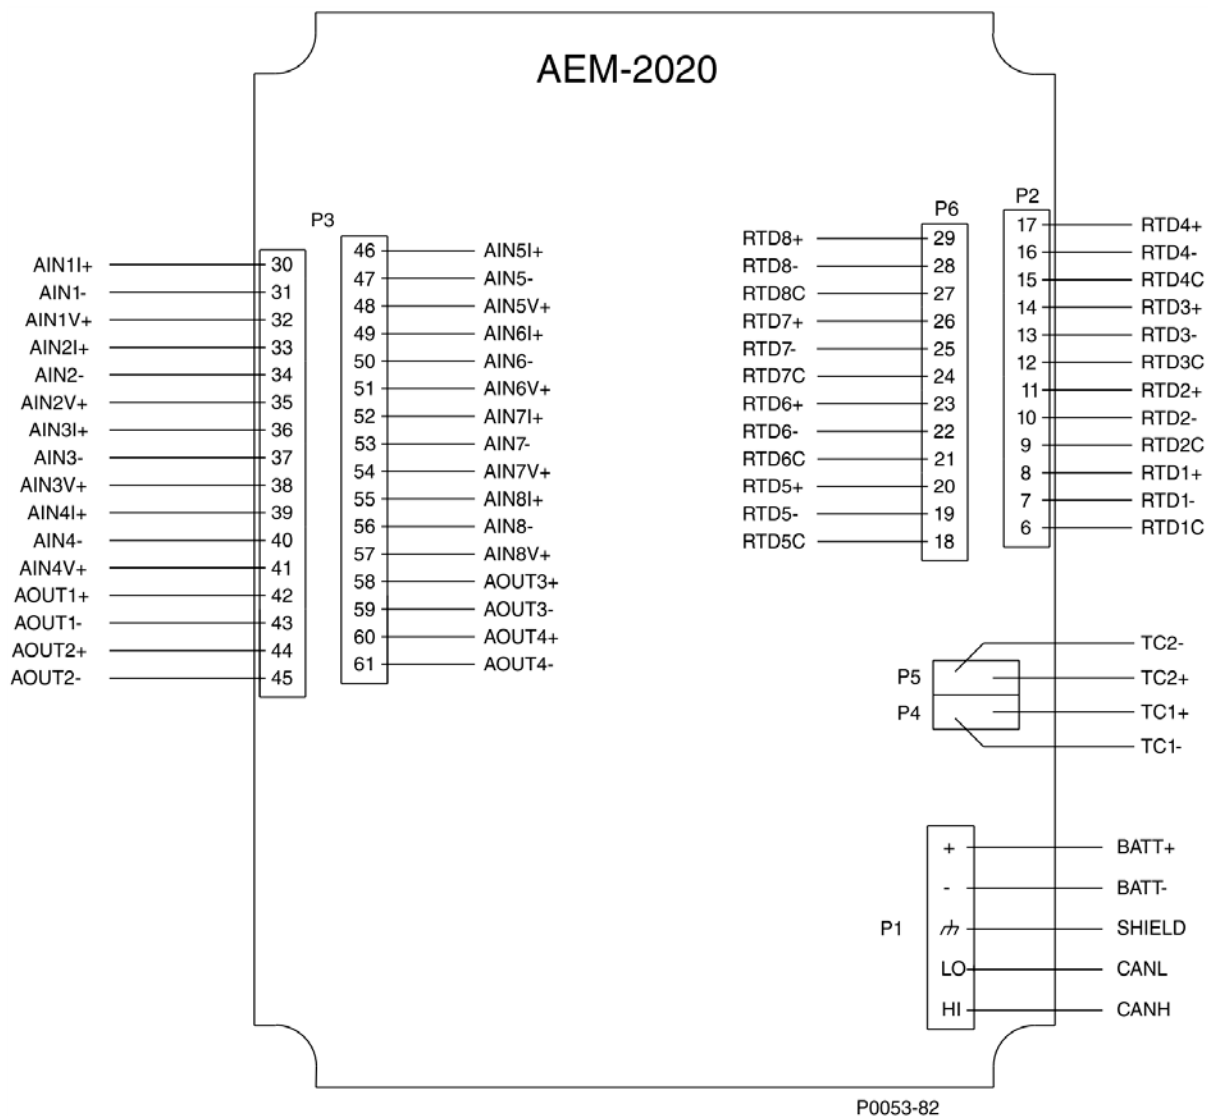 AEM-2020
P3
AIN1I+ 30
AIN1- 31
AIN1V+ 32
AIN2I+ 33
AIN2- 34
AIN2V+ 35
AIN3I+ 36
AIN3- 37
AIN3V+ 38
AIN4I+ 39
AIN4- 40
AIN4V+ 41
AOUT1+ 42
AOUT1- 43
AOUT2+ 44
AOUT2- 45
46 AIN5I+
47 AIN5-
48 AIN5V+
49 AIN6I+
50 AIN6-
51 AIN6V+
52 AIN7I+
53 AIN7-
54 AIN7V+
55 AIN8I+
56 AIN8-
57 AIN8V+
58 AOUT3+
59 AOUT3-
60 AOUT4+
61 AOUT4-
P6
RTD8+ 29
RTD8- 28
RTD8C 27
RTD7+ 26
RTD7- 25
RTD7C 24
RTD6+ 23
RTD6- 22
RTD6C 21
RTD5+ 20
RTD5- 19
RTD5C 18
P2
17 RTD4+
16 RTD4-
15 RTD4C
14 RTD3+
13 RTD3-
12 RTD3C
11 RTD2+
10 RTD2-
9 RTD2C
8 RTD1+
7 RTD1-
6 RTD1C
TC2-
P5 TC2+
P4 TC1+
TC1-
+ BATT+
- BATT-
P1 SHIELD
LO CANL
HI CANH
P0053-82